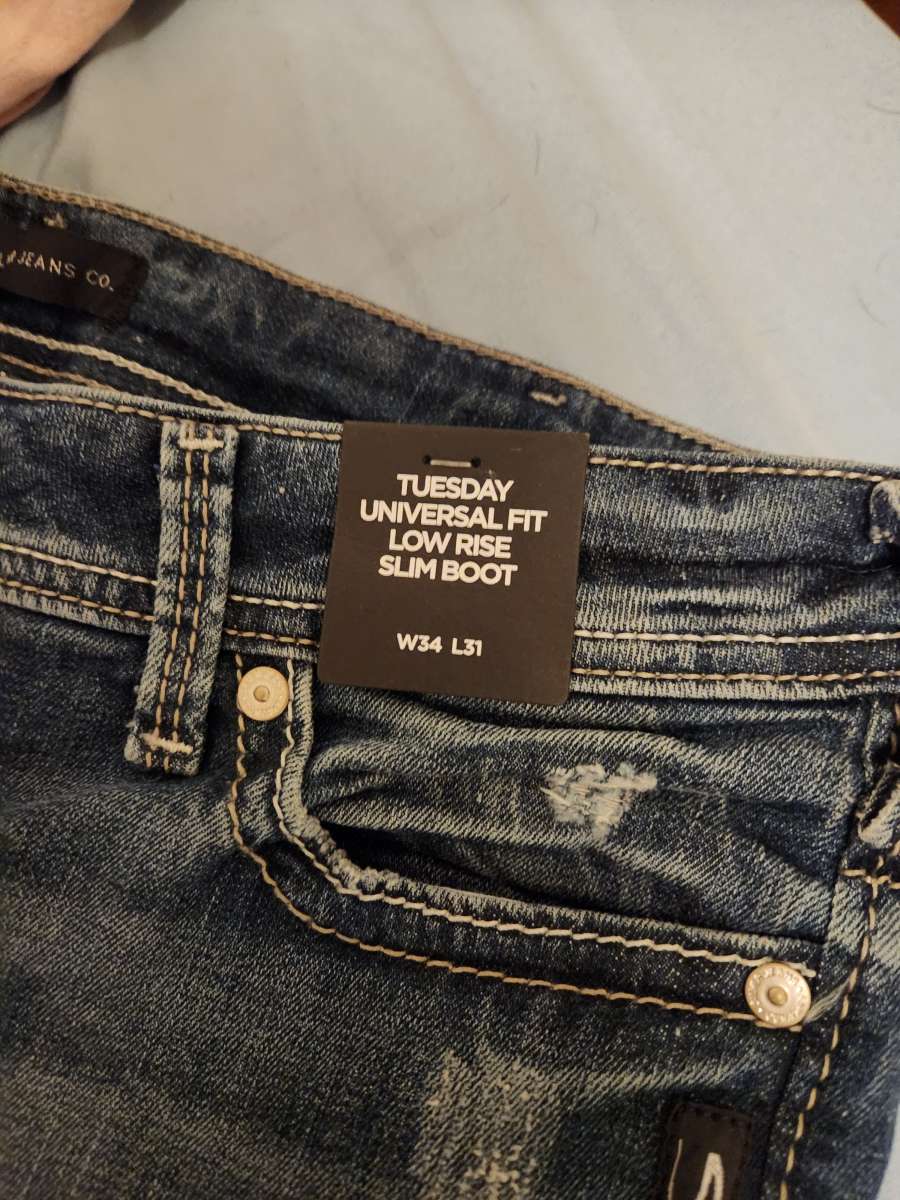 JEANS CO.
TUESDAY
UNIVERSAL FIT
LOW RISE
SLIM BOOT
W34 L31